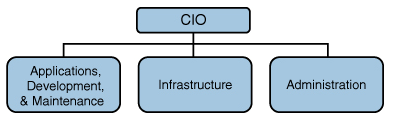 CIO
Applications,
Development,
& Maintenance
Infrastructure
Administration